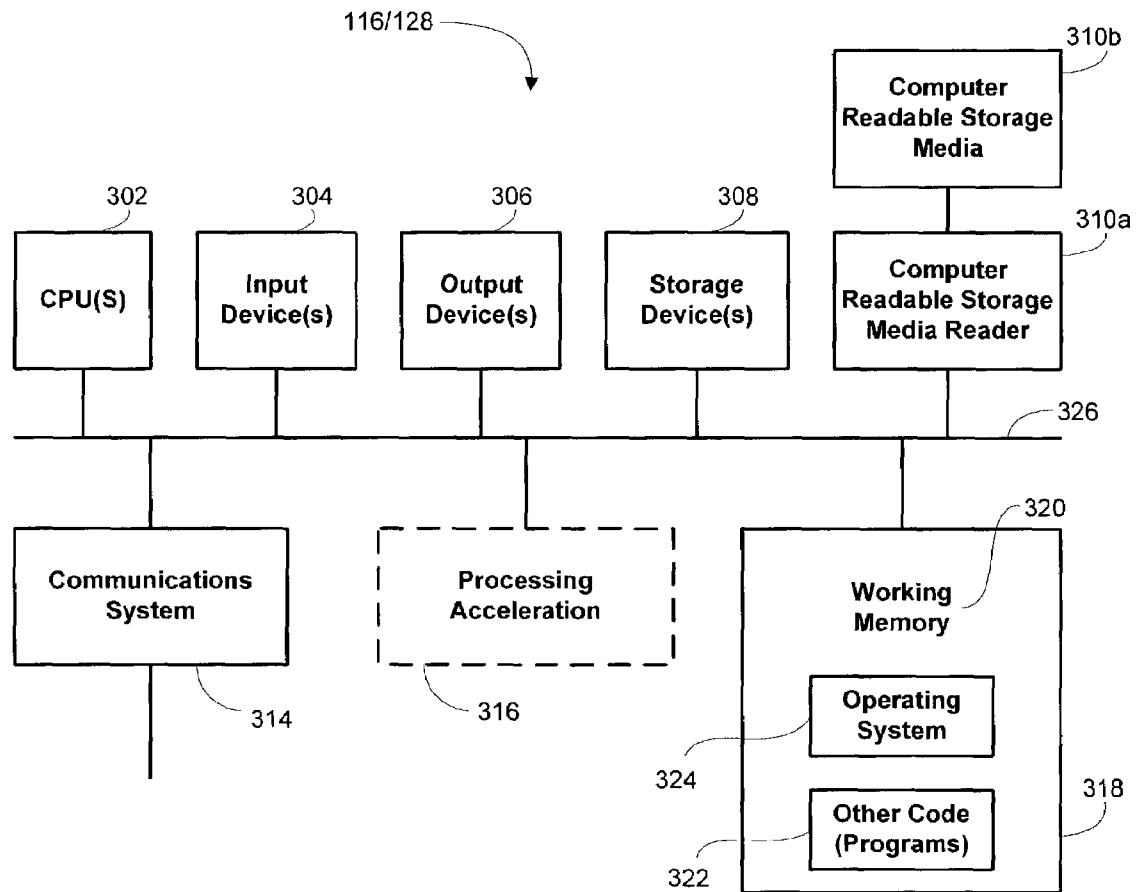 116/128
310b
Computer
Readable Storage
Media
302
304
306
308
310a
CPU(S)
Input
Device(s)
Output
Device(s)
Storage
Device(s)
Computer
Readable Storage
Media Reader
326
Communications
System
314
Processing
Acceleration
316
320
Working
Memory
Operating
System
324
Other Code
(Programs)
322
318